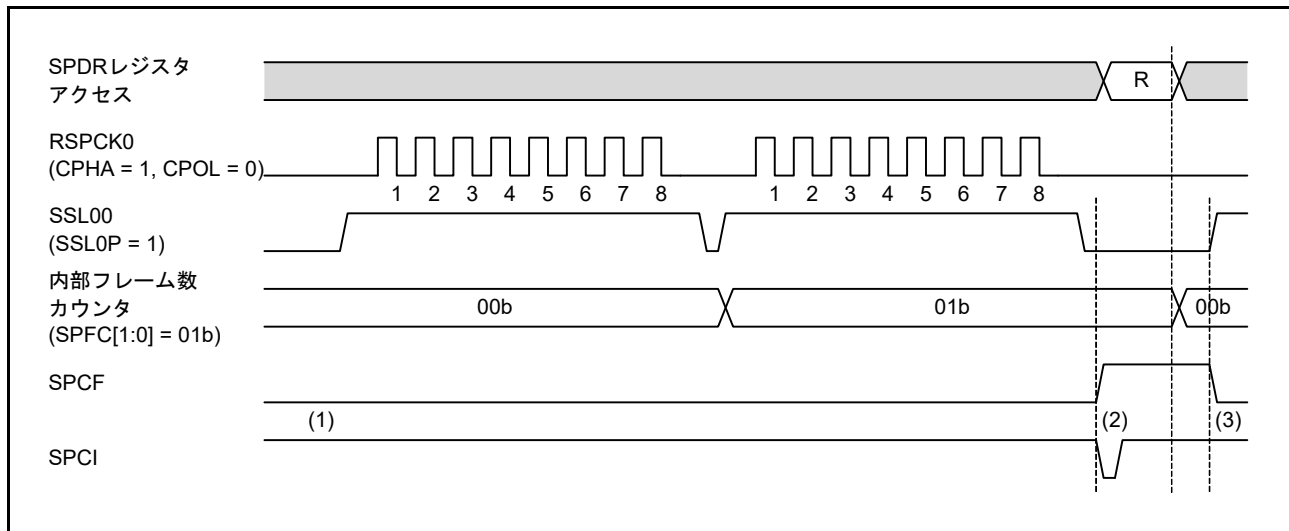 SPDRレジスタ
アクセス
R
RSPCK0
(CPHA = 1, CPOL = 0)
1 2 3 4 5 6 7 8 1 2 3 4 5 6 7 8
SSL00
(SSL0P = 1)
内部フレーム数
カウンタ
(SPFC[1:0] = 01b)
00b 01b 00b
SPCF
(1) (2) (3)
SPCI